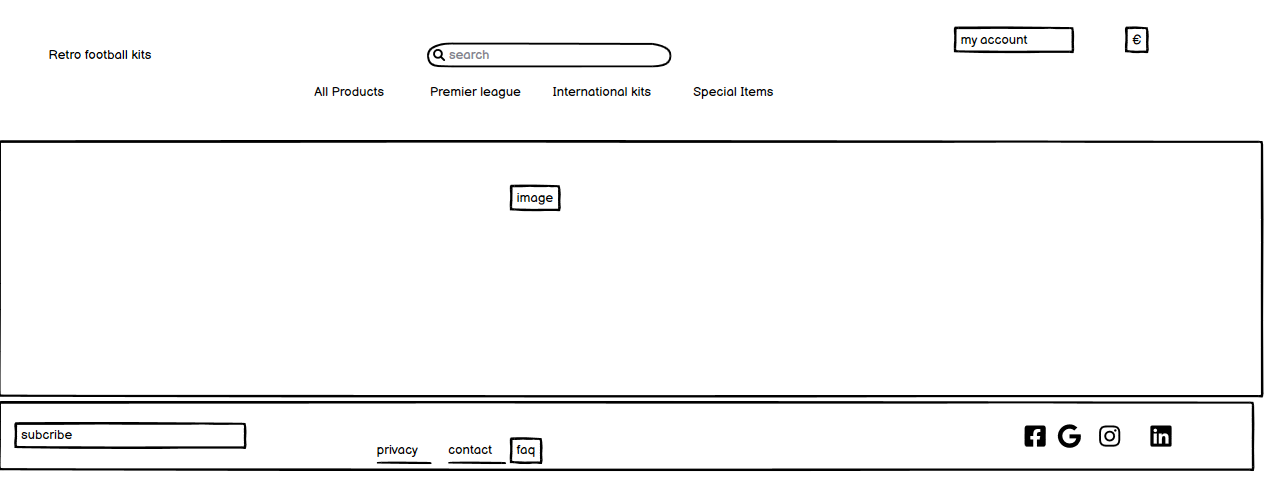 my account
€
Retro football kits
search
All Products
Premier league
International kits
Special Items
image
subcribe
privacy
contact
faq